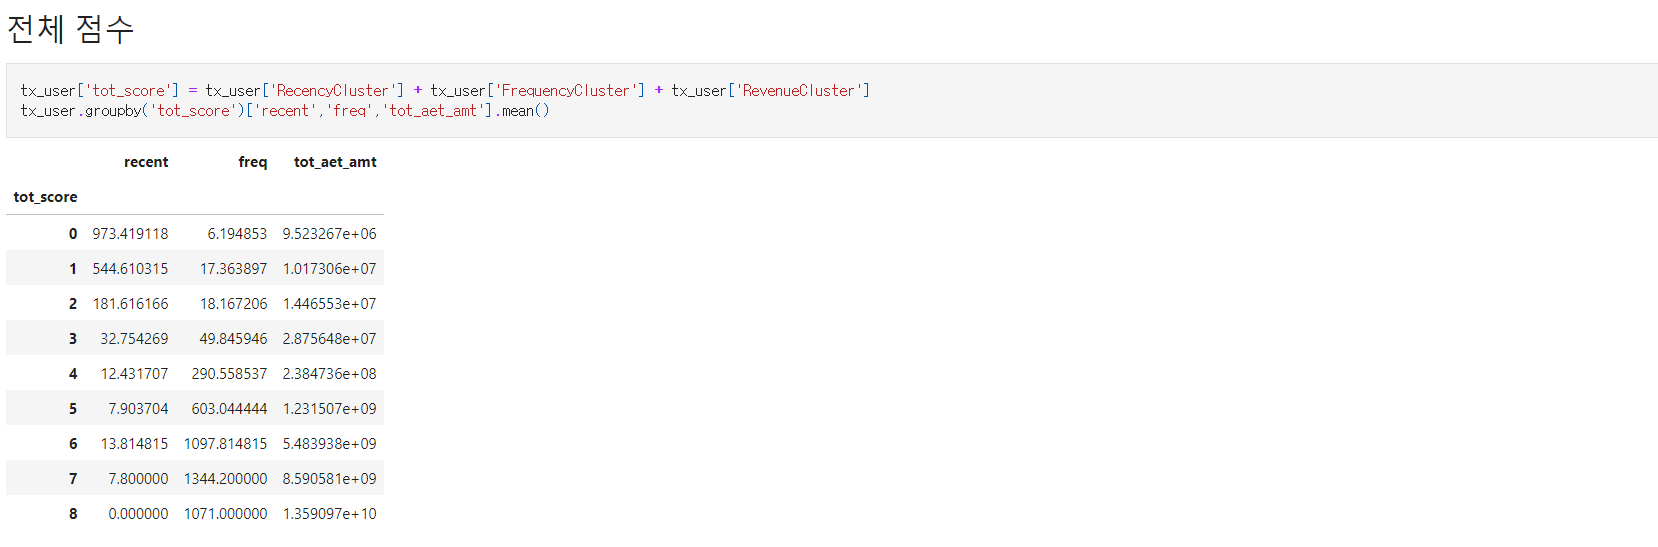 전체 점수
tx_user['tot_score'] = tx_user['RecencyCluster'] + tx_user['FrequencyCluster'] + tx_user['RevenueCluster']
tx_user.groupby('tot_score')['recent','freq','tot_aet_amt'].mean()
recent freq tot_aet_amt
tot_score
0 973.419118 6.194853 9.523267e+06
1 544.610315 17.363897 1.017306e+07
2 181.616166 18.167206 1.446553e+07
3 32.754269 49.845946 2.875648e+07
4 12.431707 290.558537 2.384736e+08
5 7.903704 603.044444 1.231507e+09
6 13.814815 1097.814815 5.483938e+09
7 7.800000 1344.200000 8.590581e+09
8 0.000000 1071.000000 1.359097e+10